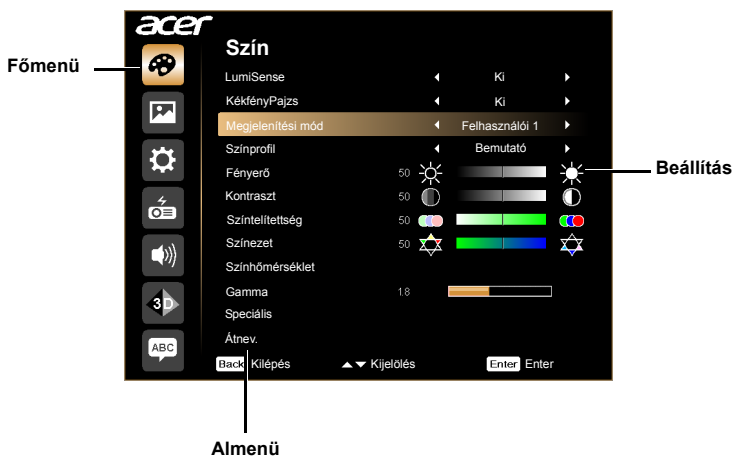 acer
Szín
Főmenü
LumiSense Ki
KékfényPajzs Ki
Megjelenítési mód Felhasználói 1
Színprofil Bemutató
Fényerő 50
Beállítás
Kontraszt 50
Színtelítettség 50
Színezet 50
Színhőmérséklet
Gamma 1.8
3D
Speciális
Átnev.
ABC
Back Kilépés Kijelölés Enter Enter
Almenü